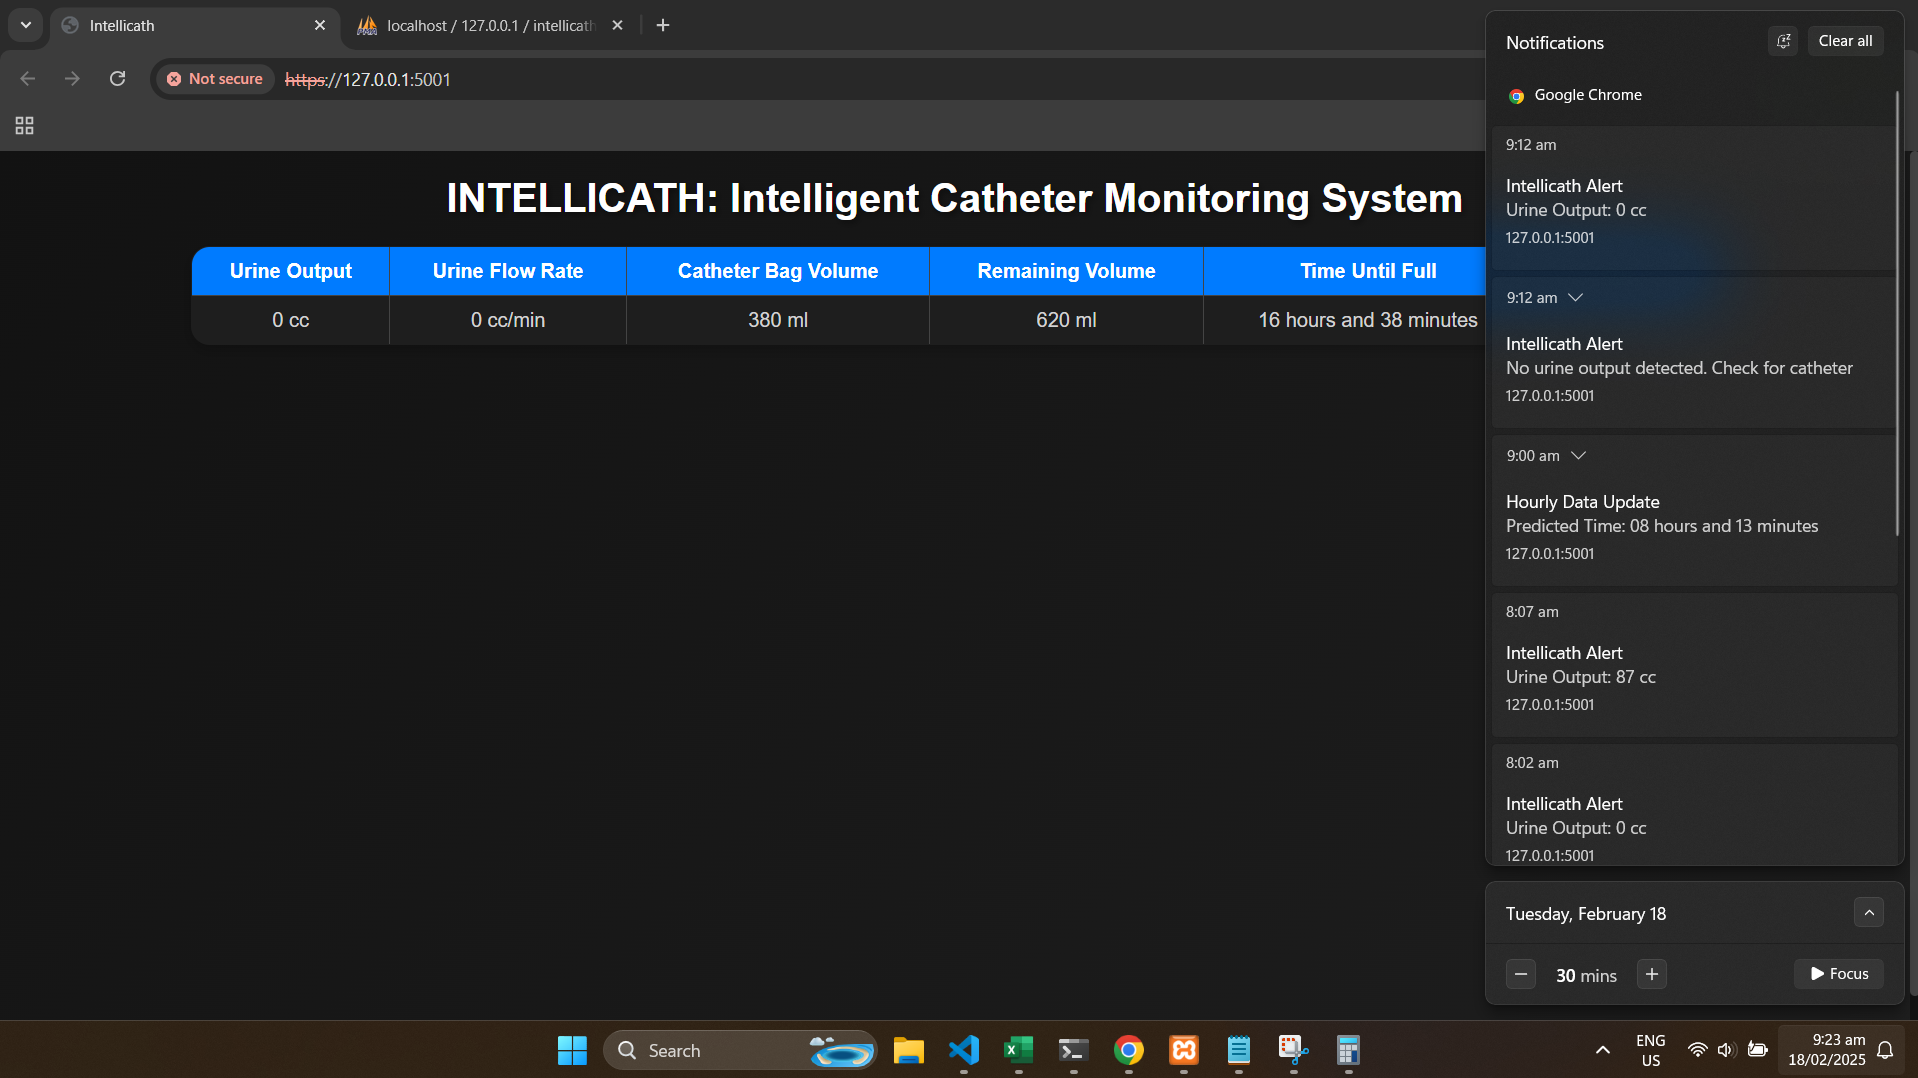 Intellicath
localhost / 127.0.0.1 / intellicath
Not secure
https://127.0.0.1:5001
INTELLICATH: Intelligent Catheter Monitoring System
Urine Output Urine Flow Rate Catheter Bag Volume Remaining Volume Time Until Full
0 cc 0 cc/min 380 ml 620 ml 16 hours and 38 minutes
Notifications
Clear all
Google Chrome
9:12 am
Intellicath Alert
Urine Output: 0 cc
127.0.0.1:5001
9:12 am
Intellicath Alert
No urine output detected. Check for catheter
127.0.0.1:5001
9:00 am
Hourly Data Update
Predicted Time: 08 hours and 13 minutes
127.0.0.1:5001
8:07 am
Intellicath Alert
Urine Output: 87 cc
127.0.0.1:5001
8:02 am
Intellicath Alert
Urine Output: 0 cc
127.0.0.1:5001
Tuesday, February 18
30 mins
Focus
Search
ENG
US
9:23 am
18/02/2025